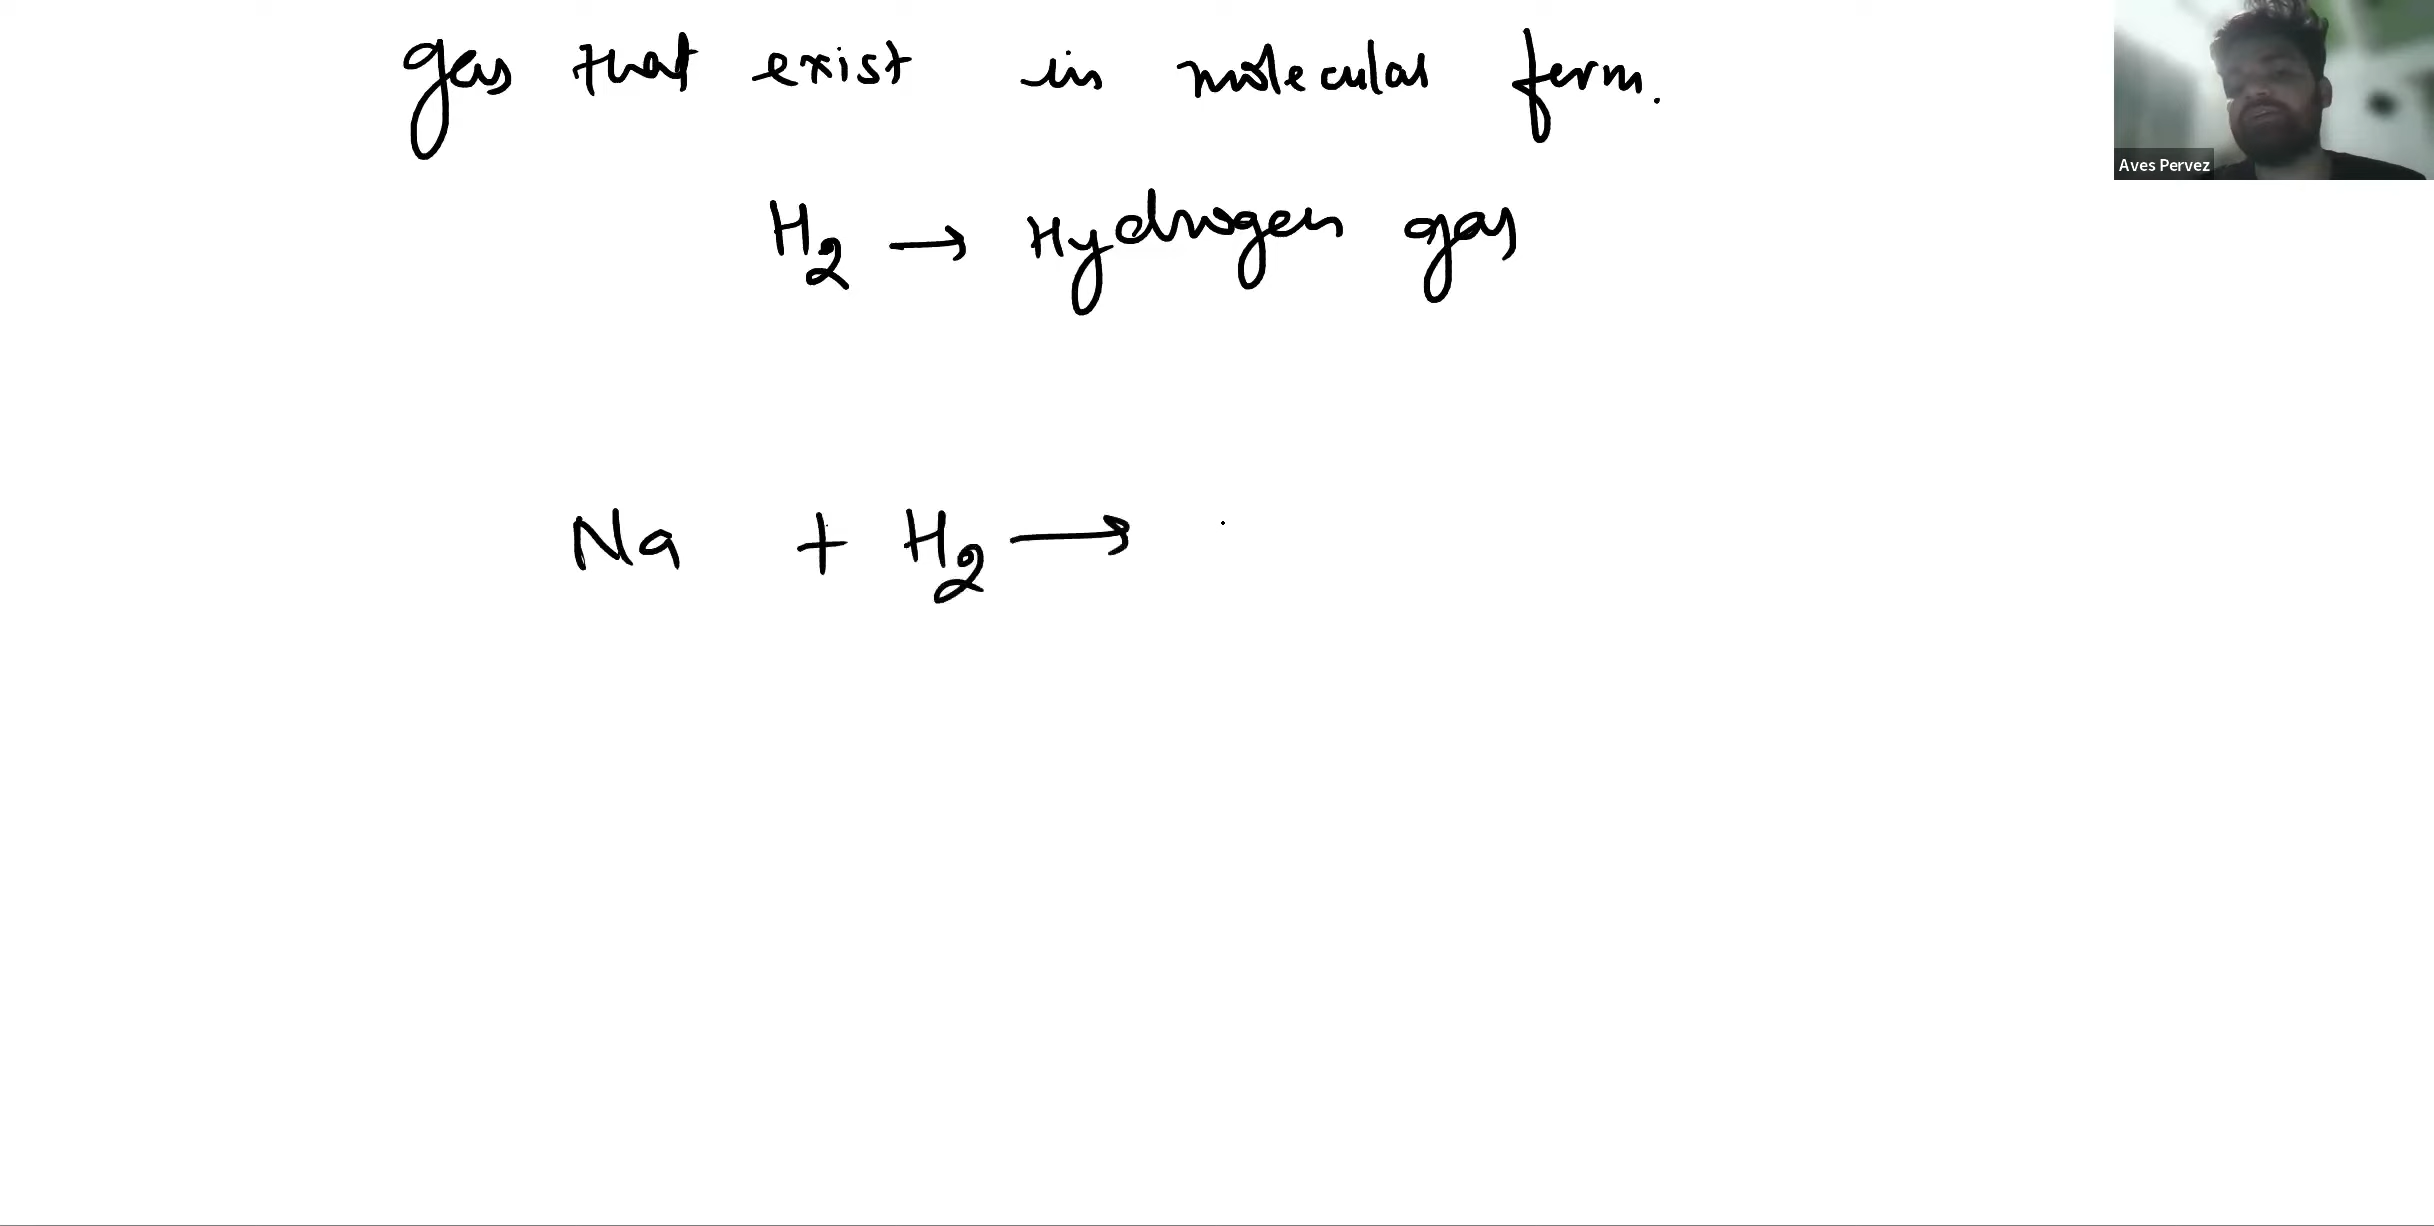 gas that exist in molecular form.
Aves Pervez
H₂ → Hydrogen gas
Na + H₂ →